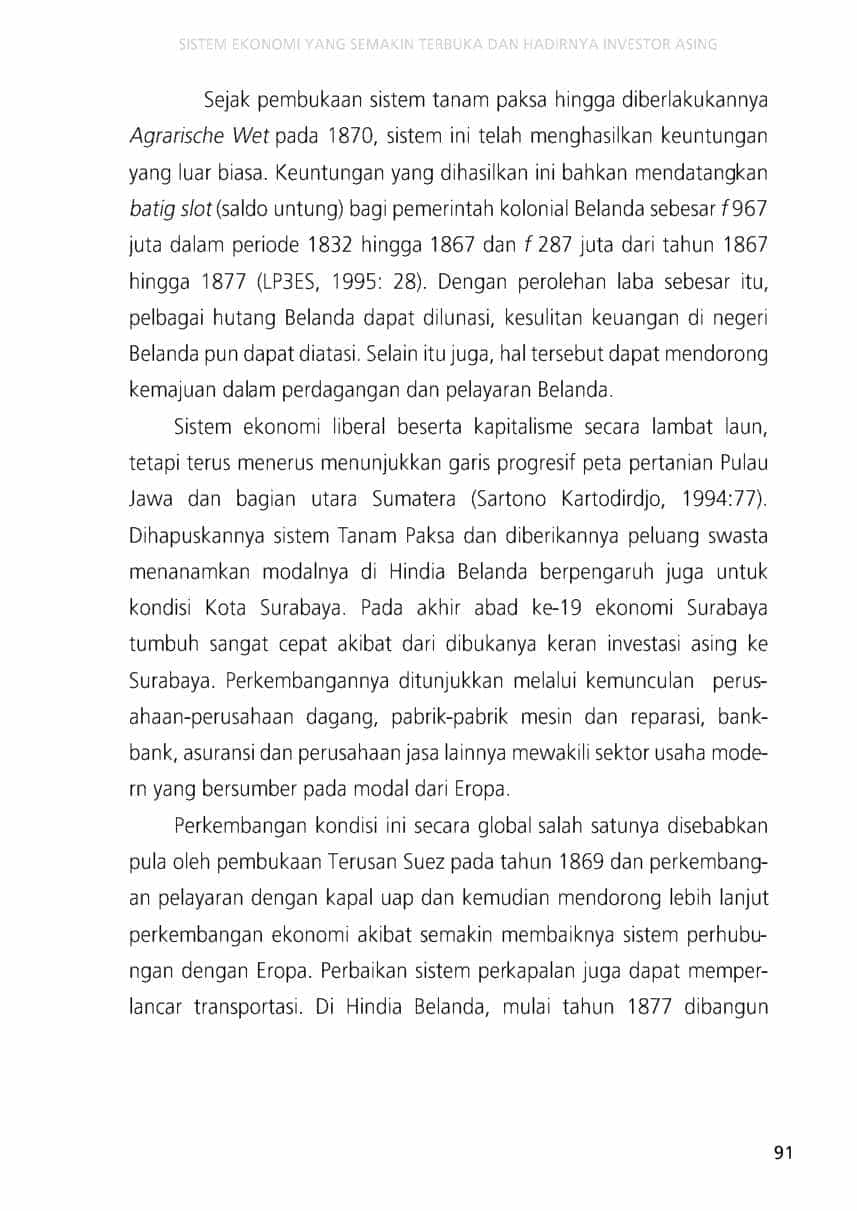 SISTEM EKONOMI YANG SEMAKIN TERBUKA DAN HADIRNYA INVESTOR ASING
Sejak pembukaan sistem tanam paksa hingga diberlakukannya
Agrarische Wet pada 1870, sistem ini telah menghasilkan keuntungan
yang luar biasa. Keuntungan yang dihasilkan ini bahkan mendatangkan
batig slot (saldo untung) bagi pemerintah kolonial Belanda sebesar f 967
juta dalam periode 1832 hingga 1867 dan f 287 juta dari tahun 1867
hingga 1877 (LP3ES, 1995: 28). Dengan perolehan laba sebesar itu,
pelbagai hutang Belanda dapat dilunasi, kesulitan keuangan di negeri
Belanda pun dapat diatasi. Selain itu juga, hal tersebut dapat mendorong
kemajuan dalam perdagangan dan pelayaran Belanda.
Sistem ekonomi liberal beserta kapitalisme secara lambat laun,
tetapi terus menerus menunjukkan garis progresif peta pertanian Pulau
Jawa dan bagian utara Sumatera (Sartono Kartodirdjo, 1994:77).
Dihapuskannya sistem Tanam Paksa dan diberikannya peluang swasta
menanamkan modalnya di Hindia Belanda berpengaruh juga untuk
kondisi Kota Surabaya. Pada akhir abad ke-19 ekonomi Surabaya
tumbuh sangat cepat akibat dari dibukanya keran investasi asing ke
Surabaya. Perkembangannya ditunjukkan melalui kemunculan perus-
ahaan-perusahaan dagang, pabrik-pabrik mesin dan reparasi, bank-
bank, asuransi dan perusahaan jasa lainnya mewakili sektor usaha mode-
rn yang bersumber pada modal dari Eropa.
Perkembangan kondisi ini secara global salah satunya disebabkan
pula oleh pembukaan Terusan Suez pada tahun 1869 dan perkembang-
an pelayaran dengan kapal uap dan kemudian mendorong lebih lanjut
perkembangan ekonomi akibat semakin membaiknya sistem perhubu-
ngan dengan Eropa. Perbaikan sistem perkapalan juga dapat memper-
lancar transportasi. Di Hindia Belanda, mulai tahun 1877 dibangun
91